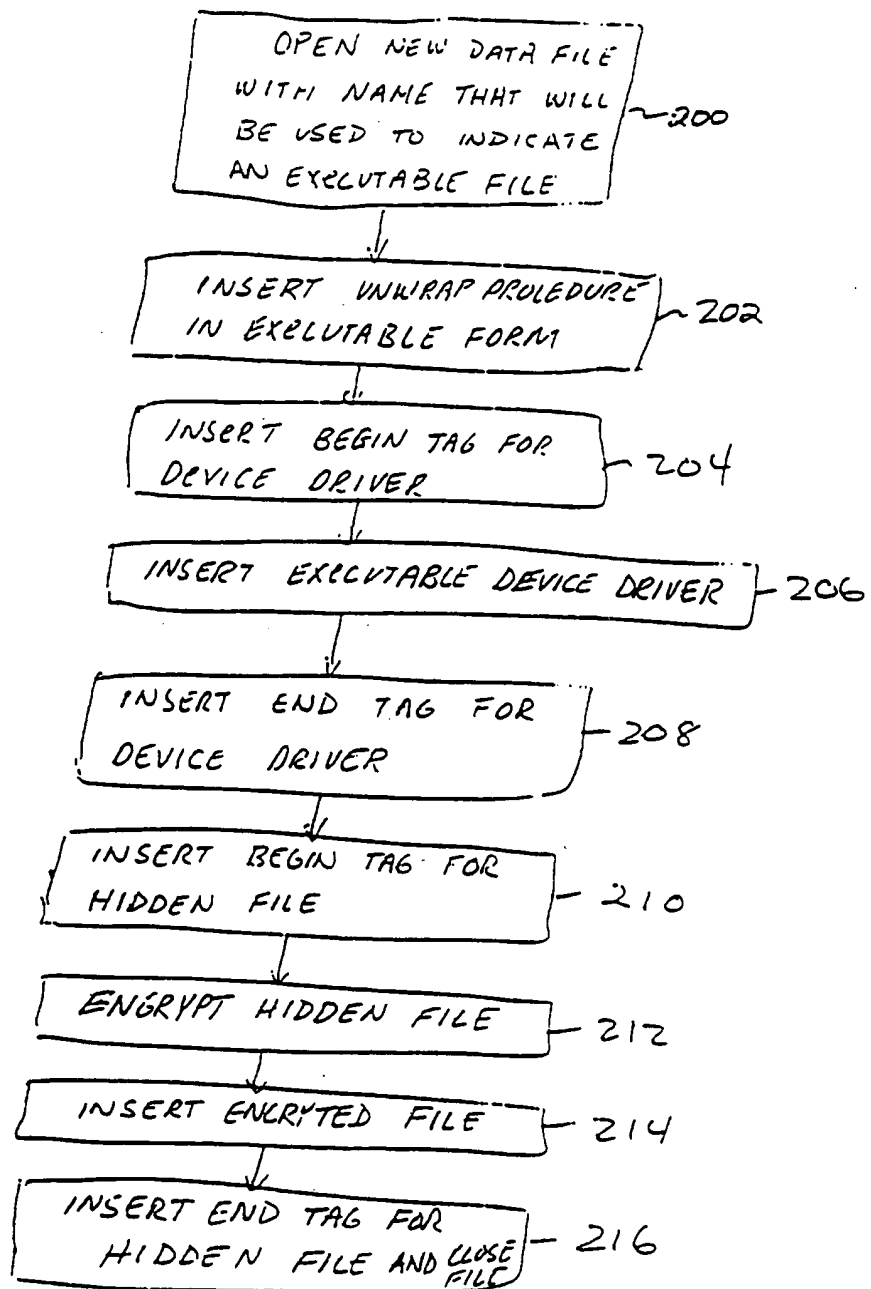 OPEN NEW DATA FILE
WITH NAME THAT WILL
BE USED TO INDICATE
AN EXECUTABLE FILE
200
INSERT UNWRAP PROCEDURE
IN EXECUTABLE FORM
202
INSERT BEGIN TAG FOR
DEVICE DRIVER
204
INSERT EXECUTABLE DEVICE DRIVER
206
INSERT END TAG FOR
DEVICE DRIVER
208
INSERT BEGIN TAG FOR
HIDDEN FILE
210
ENGRYPT HIDDEN FILE
212
INSERT ENCRYTED FILE
214
INSERT END TAG FOR
HIDDEN FILE AND CLOSE
FILE
216